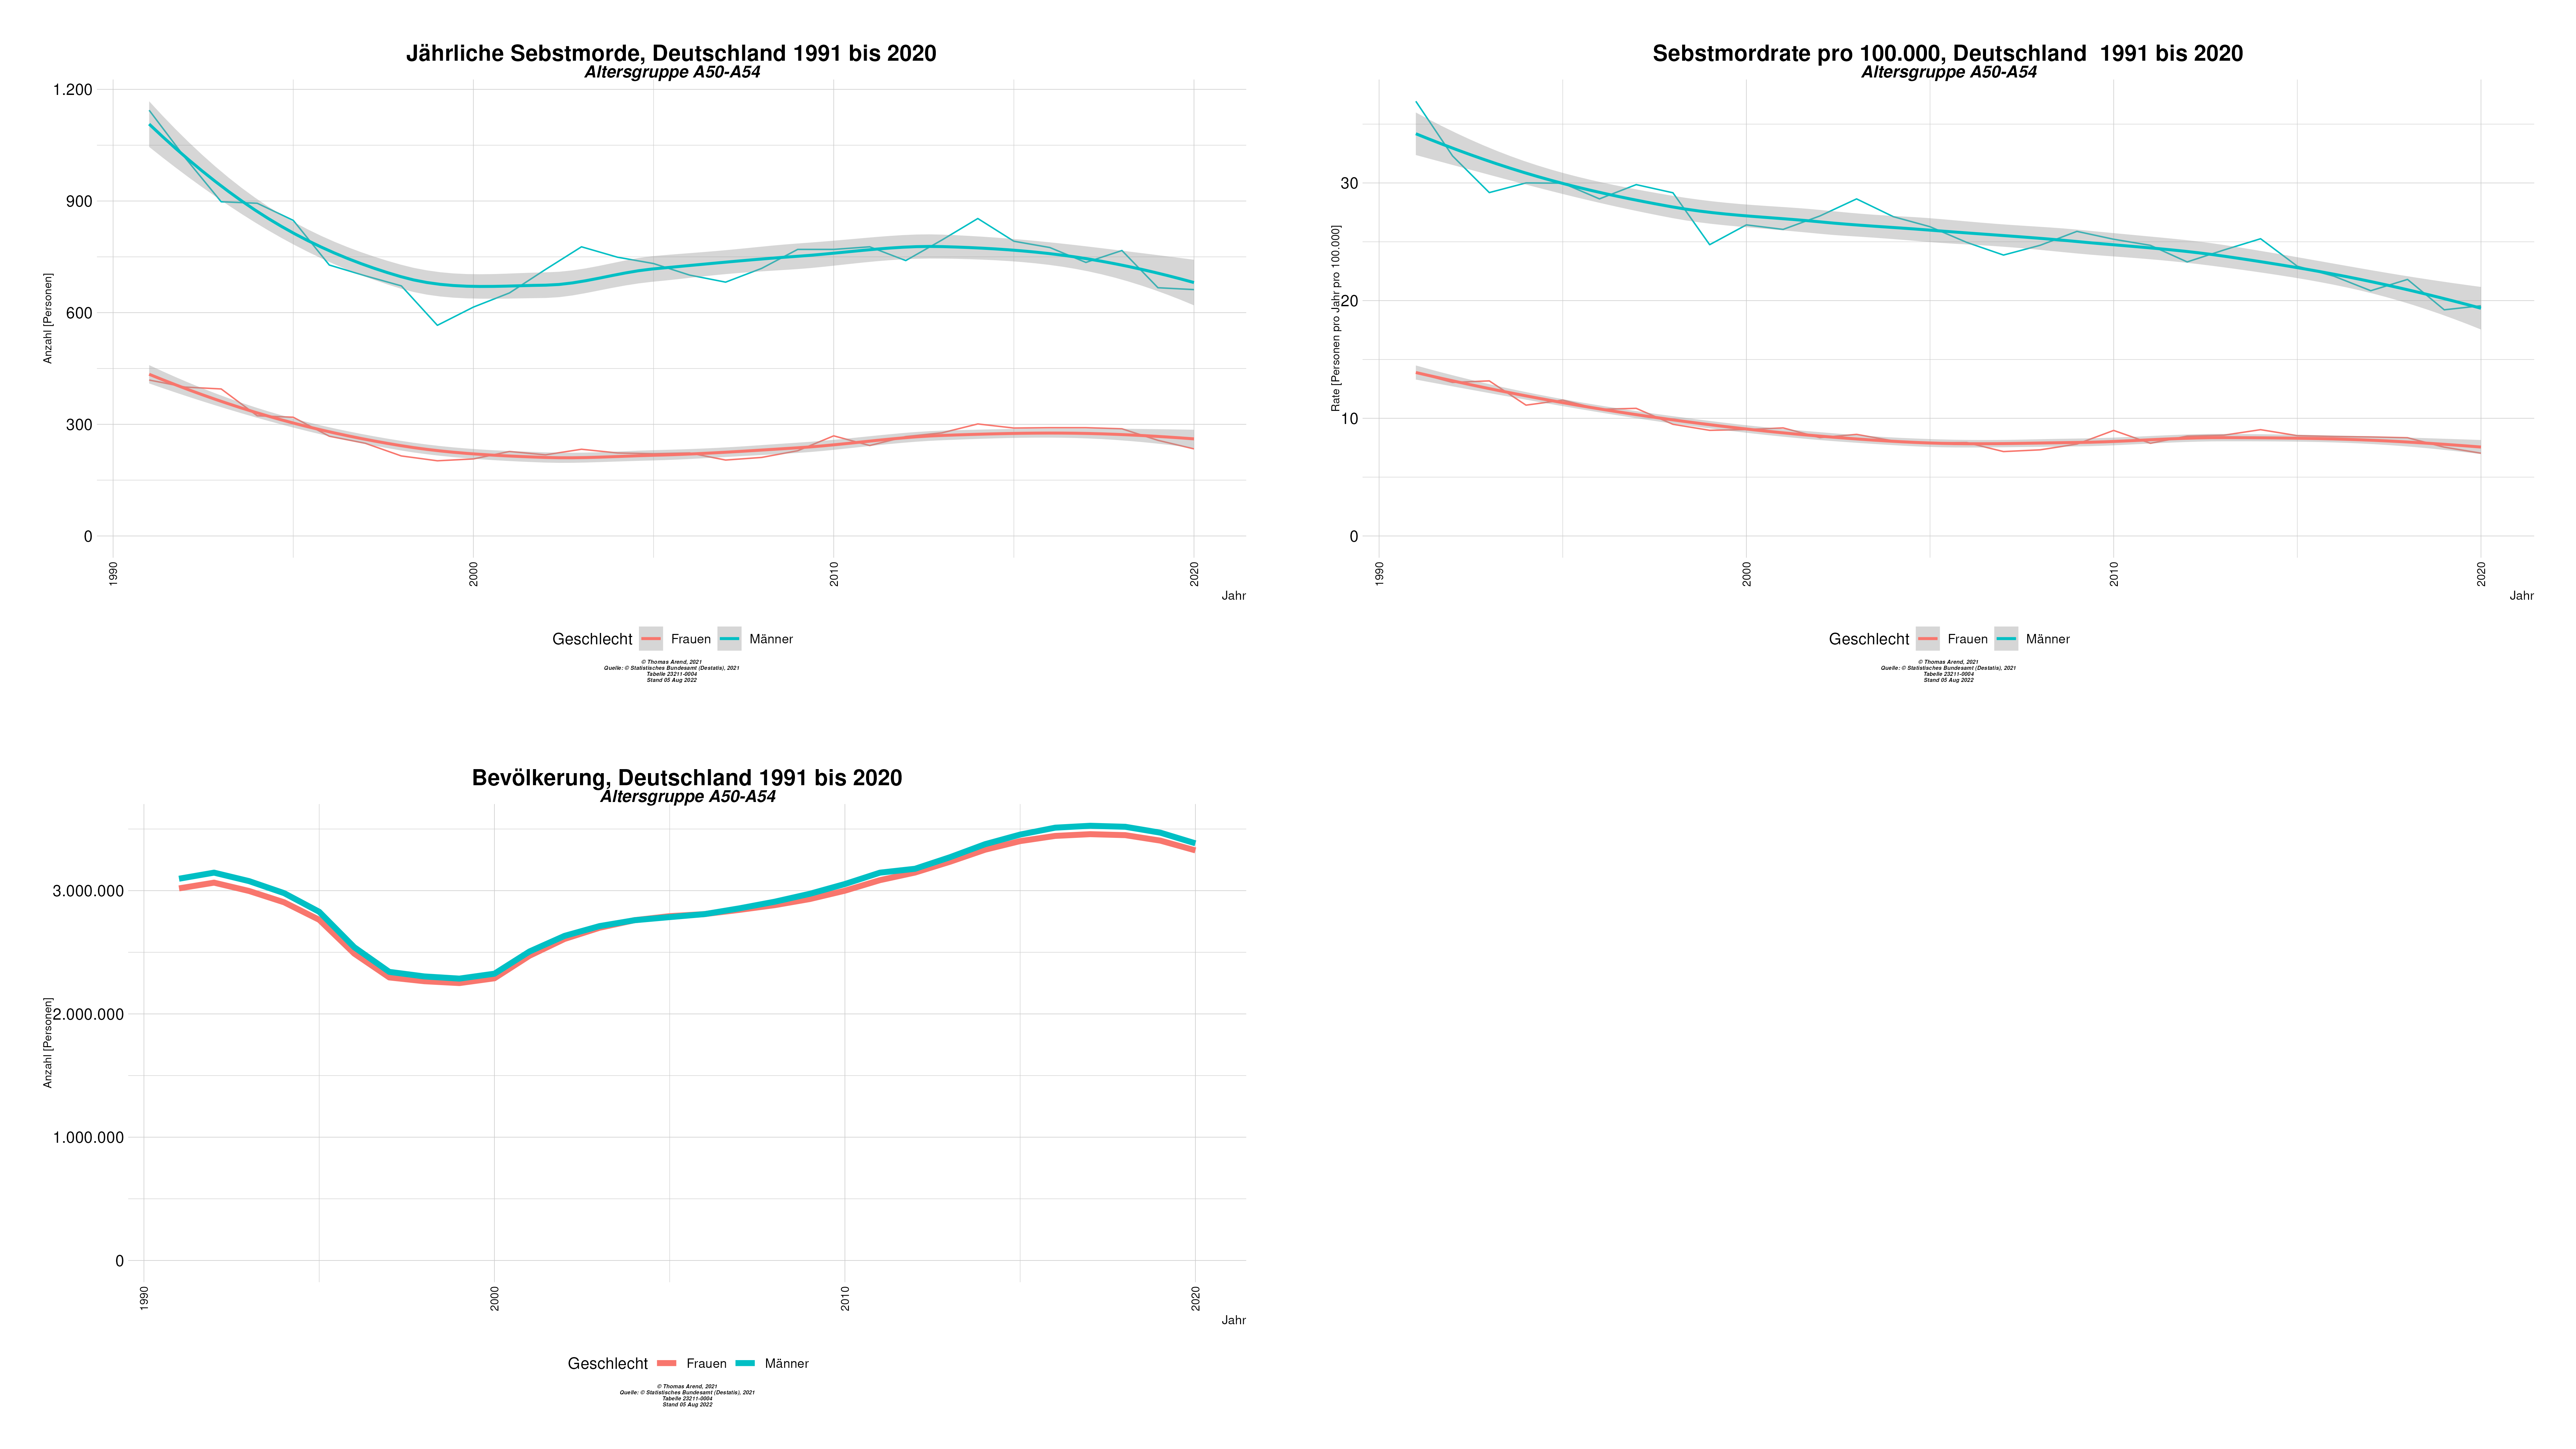 Jährliche Sebstmorde, Deutschland 1991 bis 2020
Altersgruppe A50-A54
1.200
900
600
300
0
Anzahl [Personen]
1990
2000
2010
2020
Jahr
Geschlecht Frauen Männer
© Thomas Arend, 2021
Quelle: © Statistisches Bundesamt (Destatis), 2021
Tabelle 23211-0004
Stand 05 Aug 2022
Sebstmordrate pro 100.000, Deutschland  1991 bis 2020
Altersgruppe A50-A54
30
20
10
0
Rate [Personen pro Jahr pro 100.000]
1990
2000
2010
2020
Jahr
Geschlecht Frauen Männer
© Thomas Arend, 2021
Quelle: © Statistisches Bundesamt (Destatis), 2021
Tabelle 23211-0004
Stand 05 Aug 2022
Bevölkerung, Deutschland 1991 bis 2020
Altersgruppe A50-A54
3.000.000
2.000.000
1.000.000
0
Anzahl [Personen]
1990
2000
2010
2020
Jahr
Geschlecht Frauen Männer
© Thomas Arend, 2021
Quelle: © Statistisches Bundesamt (Destatis), 2021
Tabelle 23211-0004
Stand 05 Aug 2022